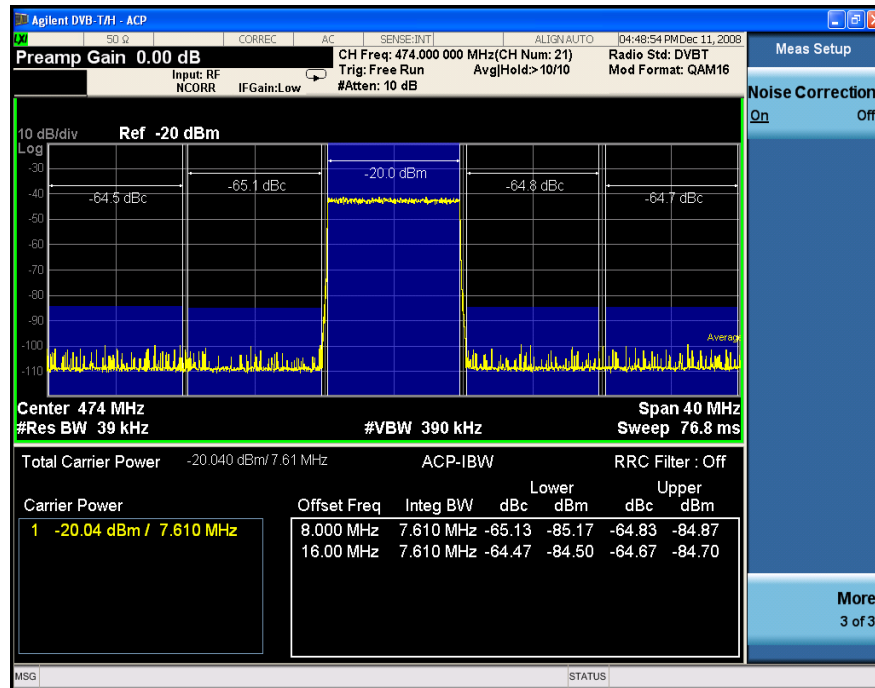 Agilent DVB-T/H - ACP
LXI 50 Ω CORREC AC SENSE:INT ALIGN AUTO 04:48:54 PM Dec 11, 2008
Preamp Gain 0.00 dB
Input: RF
NCORR IFGain:Low
CH Freq: 474.000 000 MHz(CH Num: 21)
Trig: Free Run Avg|Hold:> 10/10
#Atten: 10 dB
Radio Std: DVBT
Mod Format: QAM16
Meas Setup
Noise Correction
On Off
10 dB/div Ref -20 dBm
Log
-30
-40
-50
-60
-70
-80
-90
-100
-110
-64.5 dBc
-65.1 dBc
-20.0 dBm
-64.8 dBc
-64.7 dBc
Average
Center 474 MHz Span 40 MHz
#Res BW 39 kHz #VBW 390 kHz Sweep 76.8 ms
Total Carrier Power -20.040 dBm/ 7.61 MHz ACP-IBW RRC Filter : Off
Lower Upper
Carrier Power Offset Freq Integ BW dBc dBm dBc dBm
1 -20.04 dBm / 7.610 MHz 8.000 MHz 7.610 MHz -65.13 -85.17 -64.83 -84.87
16.00 MHz 7.610 MHz -64.47 -84.50 -64.67 -84.70
More
3 of 3
MSG STATUS